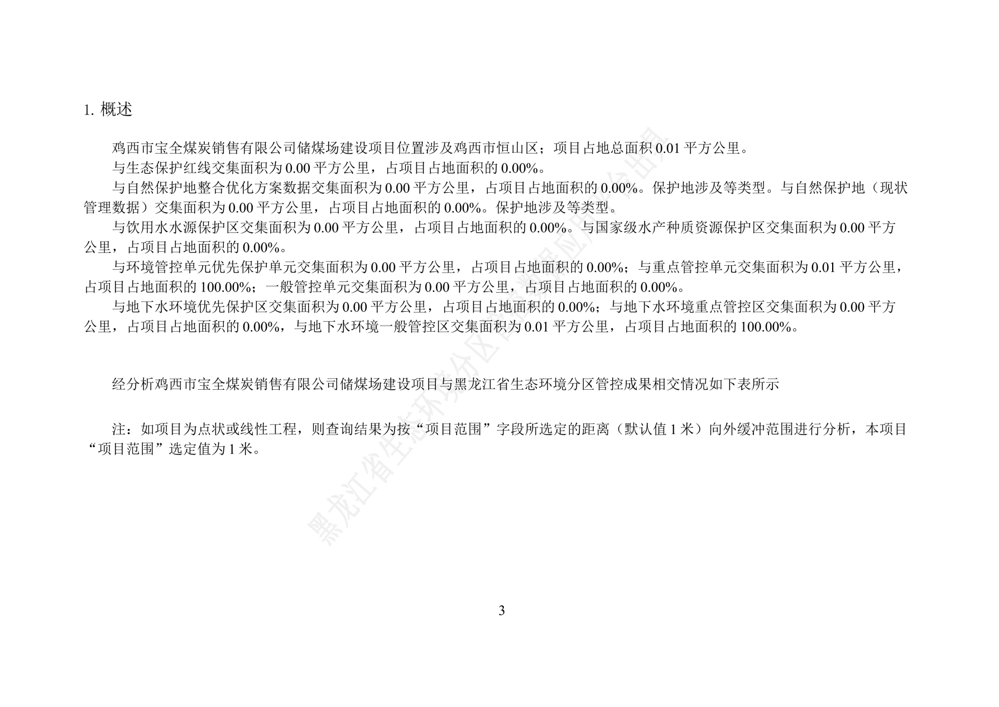 1. 概述
鸡西市宝全煤炭销售有限公司储煤场建设项目位置涉及鸡西市恒山区；项目占地总面积 0.01 平方公里。
与生态保护红线交集面积为 0.00 平方公里，占项目占地面积的 0.00%。
与自然保护地整合优化方案数据交集面积为 0.00 平方公里，占项目占地面积的 0.00%。保护地涉及等类型。与自然保护地（现状
管理数据）交集面积为 0.00 平方公里，占项目占地面积的 0.00%。保护地涉及等类型。
与饮用水水源保护区交集面积为 0.00 平方公里，占项目占地面积的 0.00%。与国家级水产种质资源保护区交集面积为 0.00 平方
公里，占项目占地面积的 0.00%。
与环境管控单元优先保护单元交集面积为 0.00 平方公里，占项目占地面积的 0.00%；与重点管控单元交集面积为 0.01 平方公里，
占项目占地面积的 100.00%；一般管控单元交集面积为 0.00 平方公里，占项目占地面积的 0.00%。
与地下水环境优先保护区交集面积为 0.00 平方公里，占项目占地面积的 0.00%；与地下水环境重点管控区交集面积为 0.00 平方
公里，占项目占地面积的 0.00%，与地下水环境一般管控区交集面积为 0.01 平方公里，占项目占地面积的 100.00%。
经分析鸡西市宝全煤炭销售有限公司储煤场建设项目与黑龙江省生态环境分区管控成果相交情况如下表所示
注：如项目为点状或线性工程，则查询结果为按“项目范围”字段所选定的距离（默认值 1 米）向外缓冲范围进行分析，本项目
“项目范围”选定值为 1 米。
黑龙江省生态环境分区管控数据应用平台出具
3